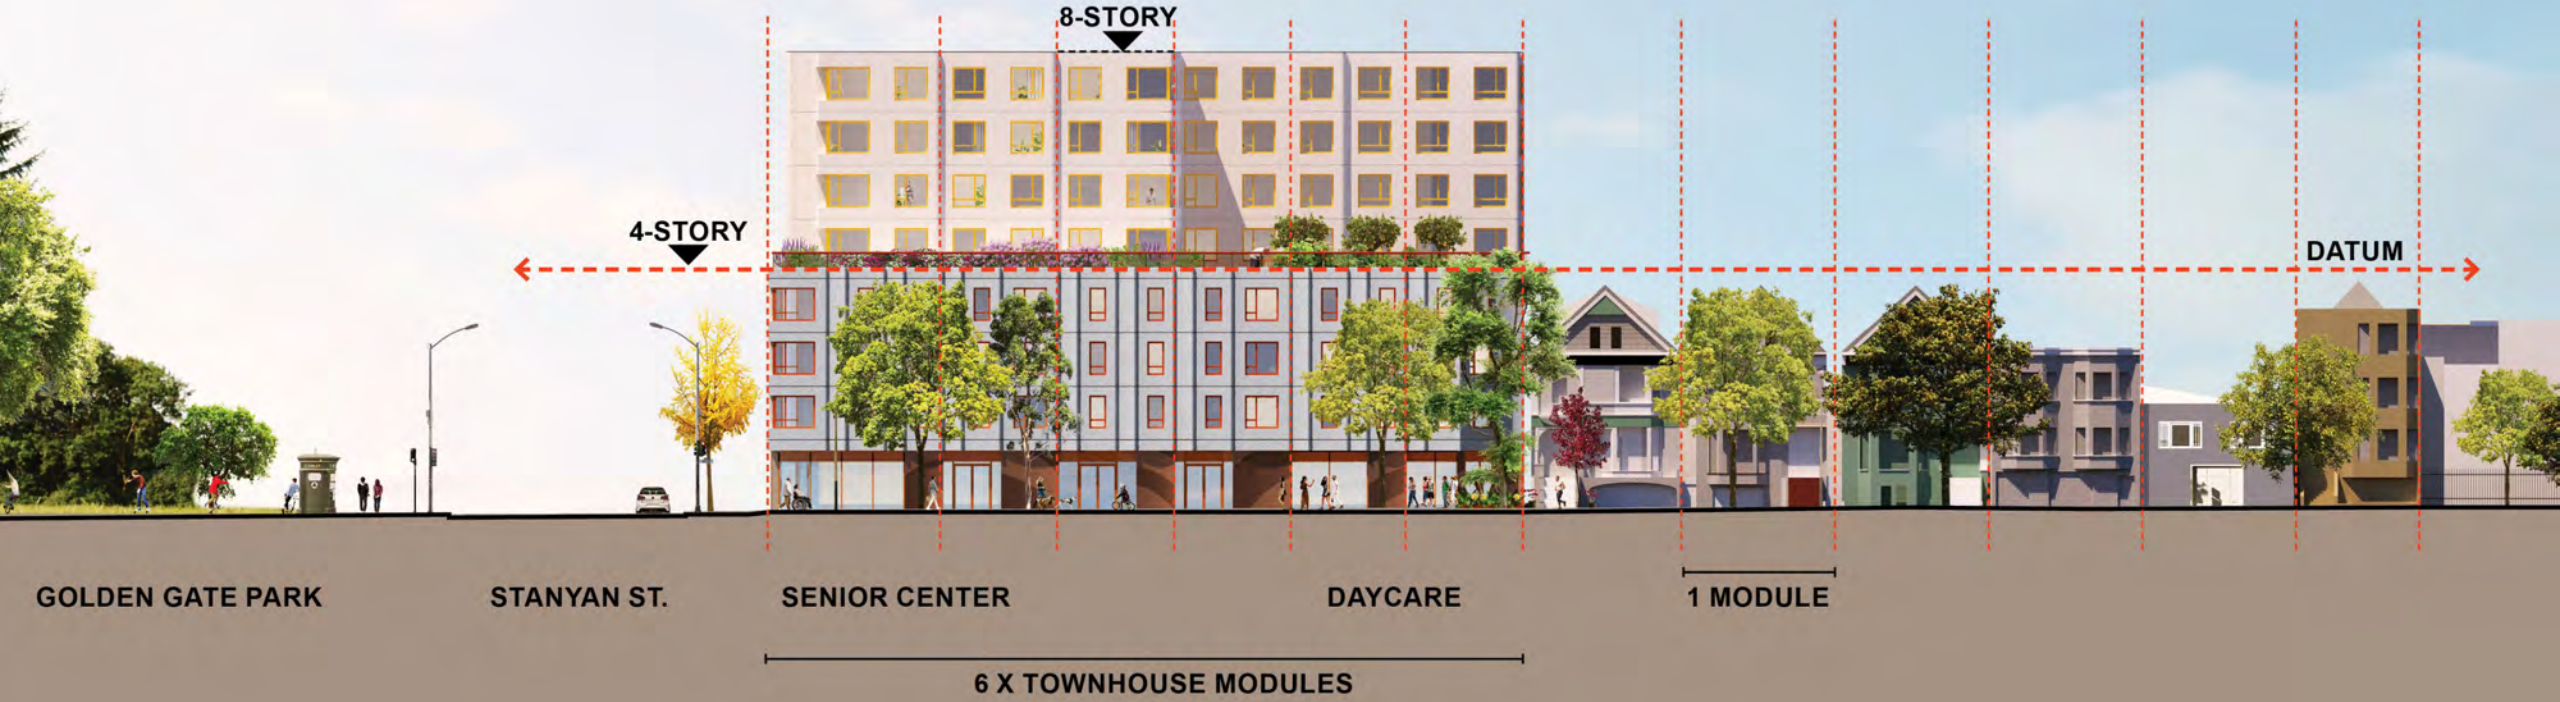 8-STORY
4-STORY
DATUM
GOLDEN GATE PARK
STANYAN ST.
SENIOR CENTER
DAYCARE
1 MODULE
6 X TOWNHOUSE MODULES